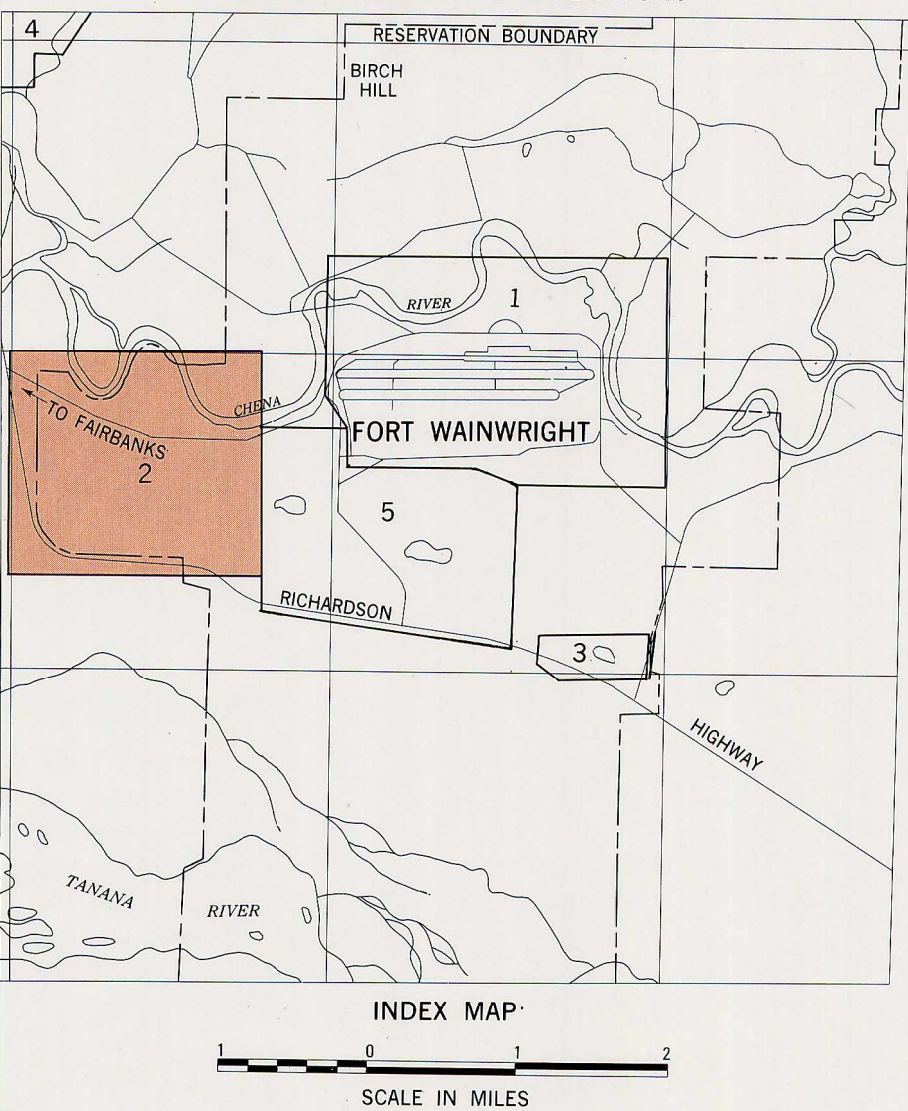 4
RESERVATION BOUNDARY
BIRCH
HILL
RIVER
1
CHENA
TO FAIRBANKS
2
FORT WAINWRIGHT
5
RICHARDSON
3
HIGHWAY
TANANA
RIVER
INDEX MAP
1 0 1 2
SCALE IN MILES